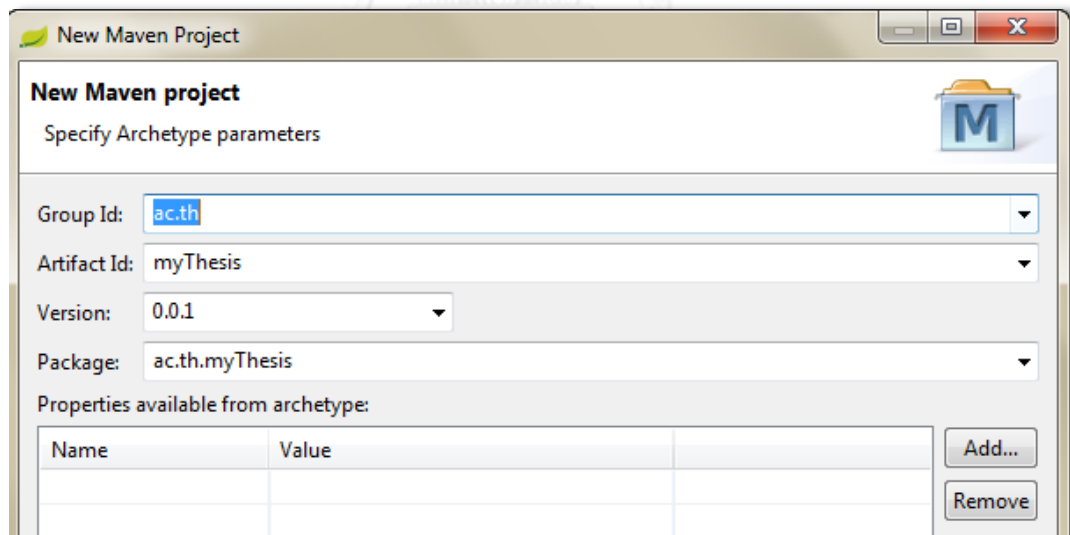 New Maven Project
New Maven project
Specify Archetype parameters
M
Group Id: ac.th
Artifact Id: myThesis
Version: 0.0.1
Package: ac.th.myThesis
Properties available from archetype:
Name Value Add...
Remove